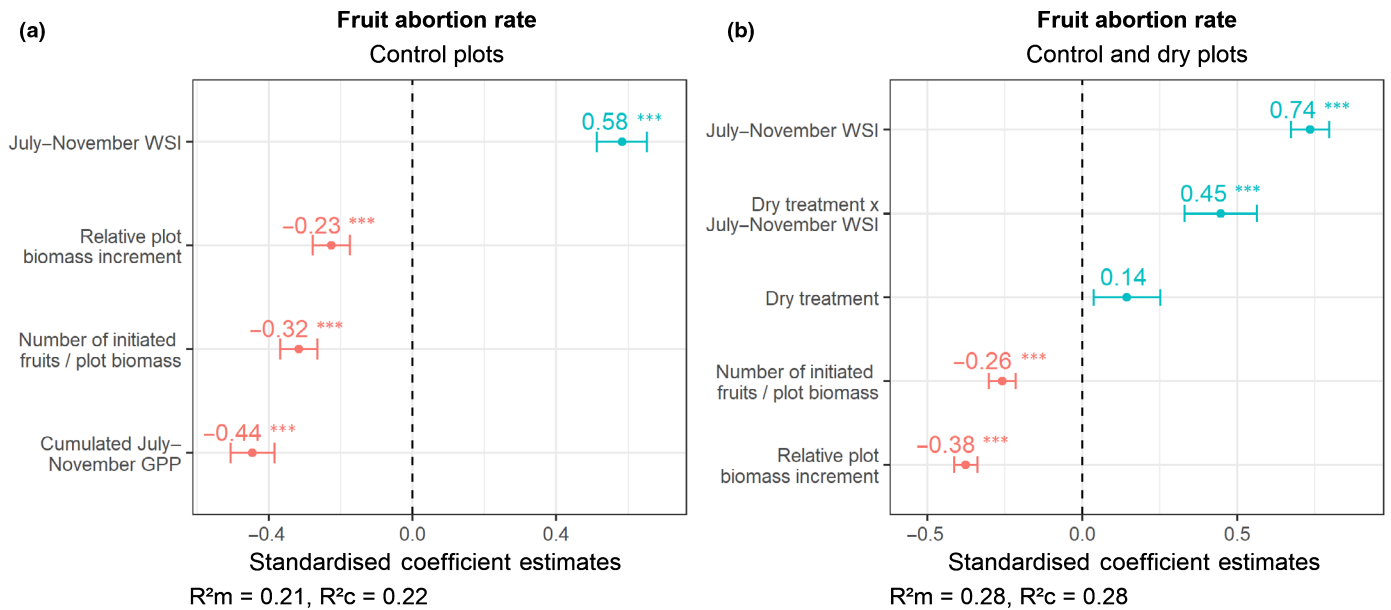 (a)
Fruit abortion rate
Control plots
July–November WSI
0.58 ***
Relative plot
biomass increment
−0.23 ***
Number of initiated
fruits / plot biomass
−0.32 ***
Cumulated July–
November GPP
−0.44 ***
−0.4
0.0
0.4
Standardised coefficient estimates
R²m = 0.21, R²c = 0.22
(b)
Fruit abortion rate
Control and dry plots
July–November WSI
0.74 ***
Dry treatment x
July–November WSI
0.45 ***
Dry treatment
0.14
Number of initiated
fruits / plot biomass
−0.26 ***
Relative plot
biomass increment
−0.38 ***
−0.5
0.0
0.5
Standardised coefficient estimates
R²m = 0.28, R²c = 0.28